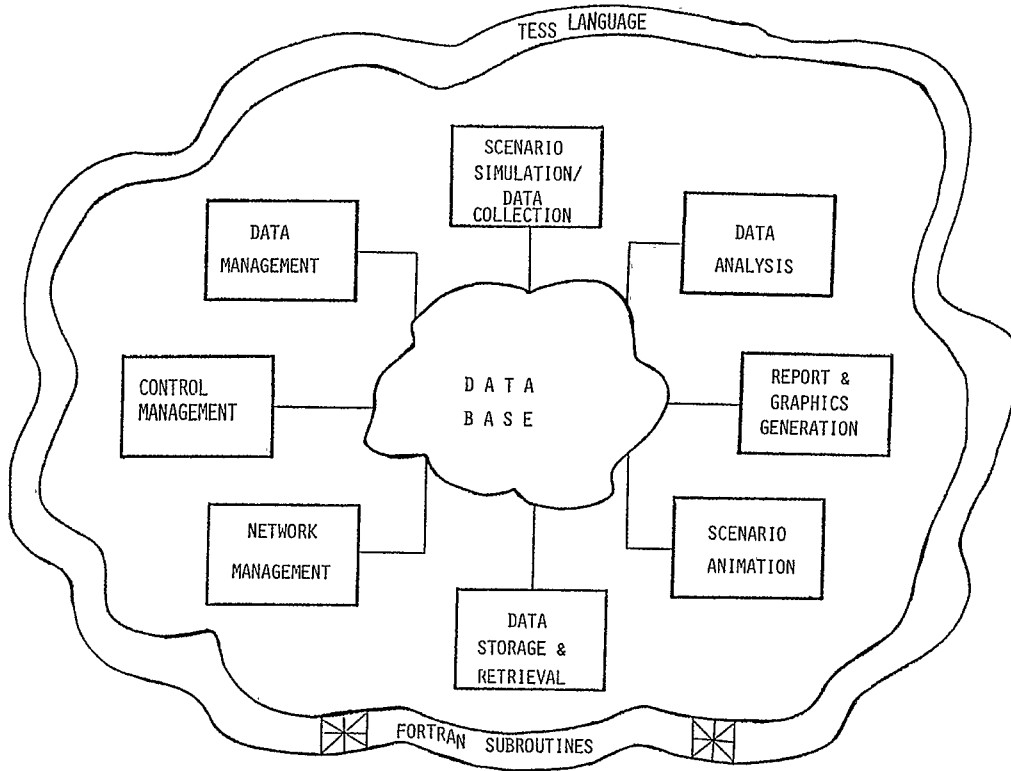 TESS LANGUAGE
SCENARIO
SIMULATION/
DATA
COLLECTION
DATA
MANAGEMENT
DATA
ANALYSIS
CONTROL
MANAGEMENT
D A T A
B A S E
REPORT &
GRAPHICS
GENERATION
NETWORK
MANAGEMENT
SCENARIO
ANIMATION
DATA
STORAGE &
RETRIEVAL
FORTRAN SUBROUTINES